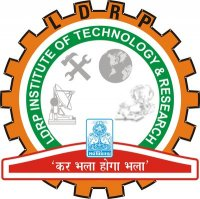 LDRP
LDRP INSTITUTE OF TECHNOLOGY & RESEARCH
'कर भला होगा भला'